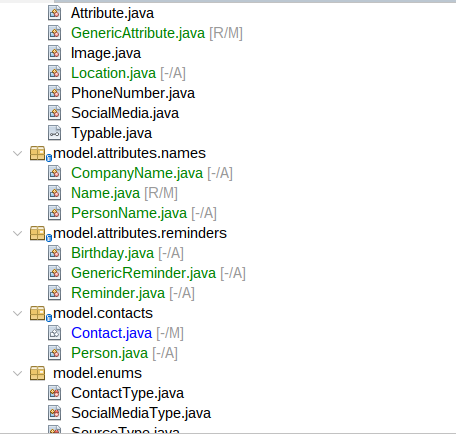 Attribute.java
GenericAttribute.java [R/M]
Image.java
Location.java [-/A]
PhoneNumber.java
SocialMedia.java
Typable.java
model.attributes.names
CompanyName.java [-/A]
Name.java [R/M]
PersonName.java [-/A]
model.attributes.reminders
Birthday.java [-/A]
GenericReminder.java [-/A]
Reminder.java [-/A]
model.contacts
Contact.java [-/M]
Person.java [-/A]
model.enums
ContactType.java
SocialMediaType.java
SourceType.java